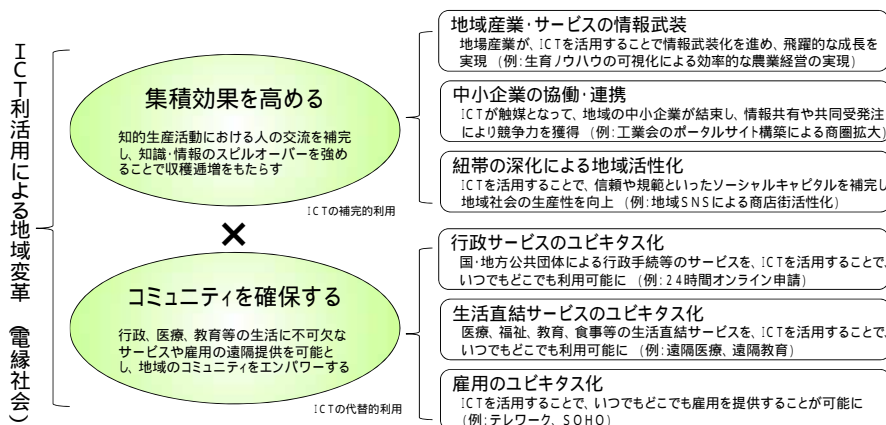 ICT利活用による地域変革（電縁社会）
集積効果を高める
知的生産活動における人の交流を補完
し、知識・情報のスピルオーバーを強め
ることで収穫逓増をもたらす
ICTの補完的利用
×
コミュニティを確保する
行政、医療、教育等の生活に不可欠な
サービスや雇用の遠隔提供を可能と
し、地域のコミュニティをエンパワーする
ICTの代替的利用
地域産業・サービスの情報武装
地場産業が、ICTを活用することで情報武装化を進め、飛躍的な成長を
実現 (例:生育ノウハウの可視化による効率的な農業経営の実現)
中小企業の協働・連携
ICTが触媒となって、地域の中小企業が結束し、情報共有や共同受発注
により競争力を獲得 (例:工業会のポータルサイト構築による商圏拡大)
紐帯の深化による地域活性化
ICTを活用することで、信頼や規範といったソーシャルキャピタルを補完し
地域社会の生産性を向上 (例:地域SNSによる商店街活性化)
行政サービスのユビキタス化
国・地方公共団体による行政手続等のサービスを、ICTを活用することで、
いつでもどこでも利用可能に (例:24時間オンライン申請)
生活直結サービスのユビキタス化
医療、福祉、教育、食事等の生活直結サービスを、ICTを活用することで、
いつでもどこでも利用可能に (例:遠隔医療、遠隔教育)
雇用のユビキタス化
ICTを活用することで、いつでもどこでも雇用を提供することが可能に
(例:テレワーク、SOHO)